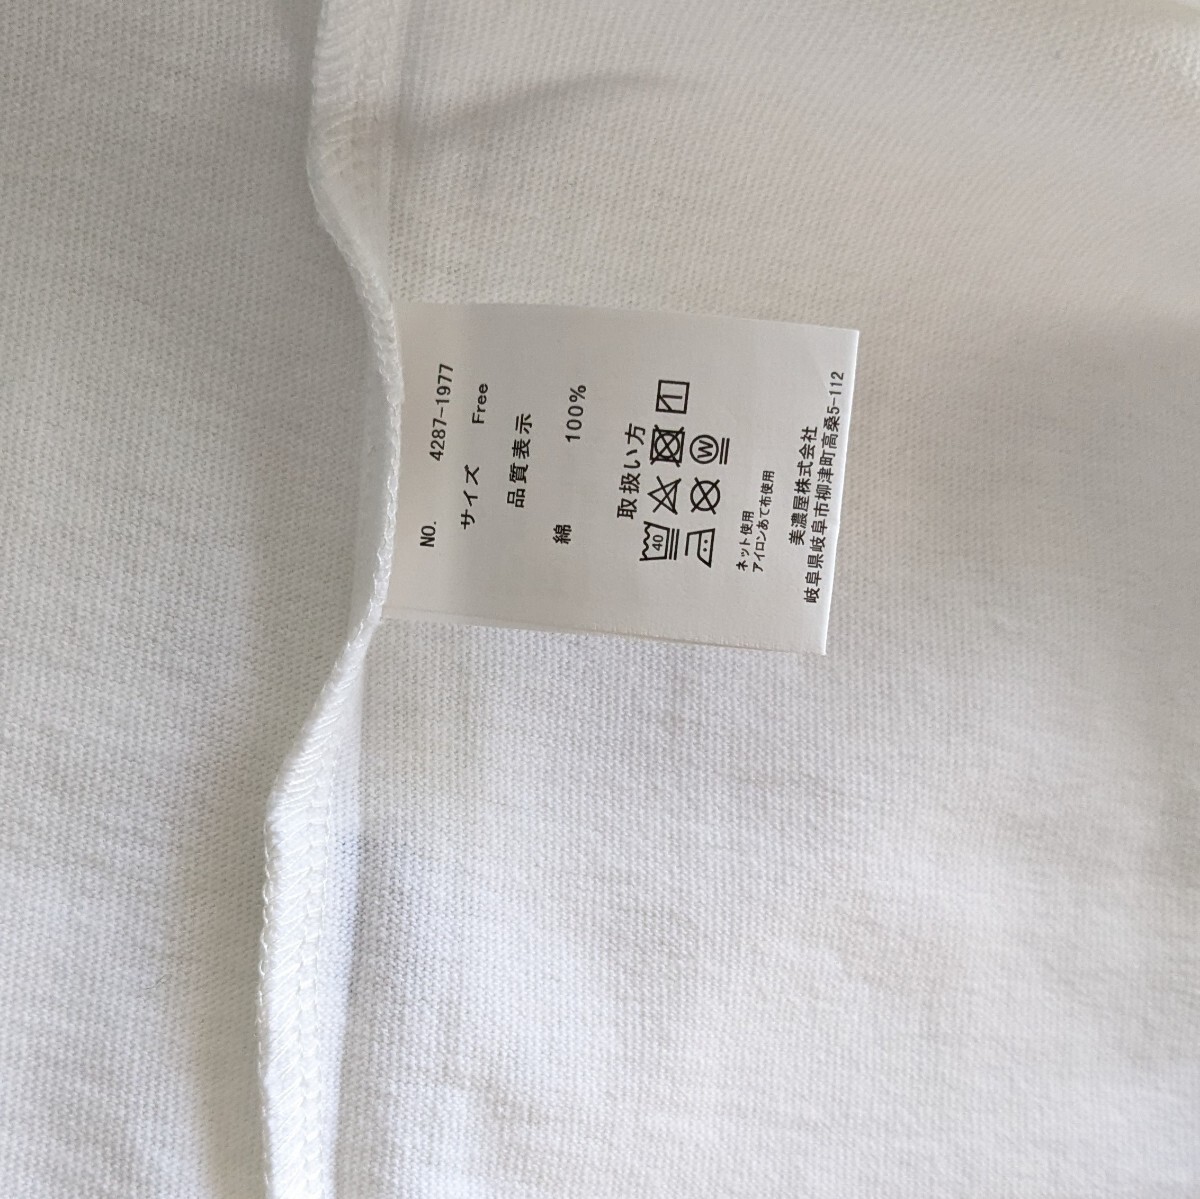 NO. 4287-1977
サイズ Free
品質表示
綿 100%
取扱い方
40
W
ネット使用
アイロンあて布使用
美濃屋株式会社
岐阜県岐阜市柳津町高桑5-112